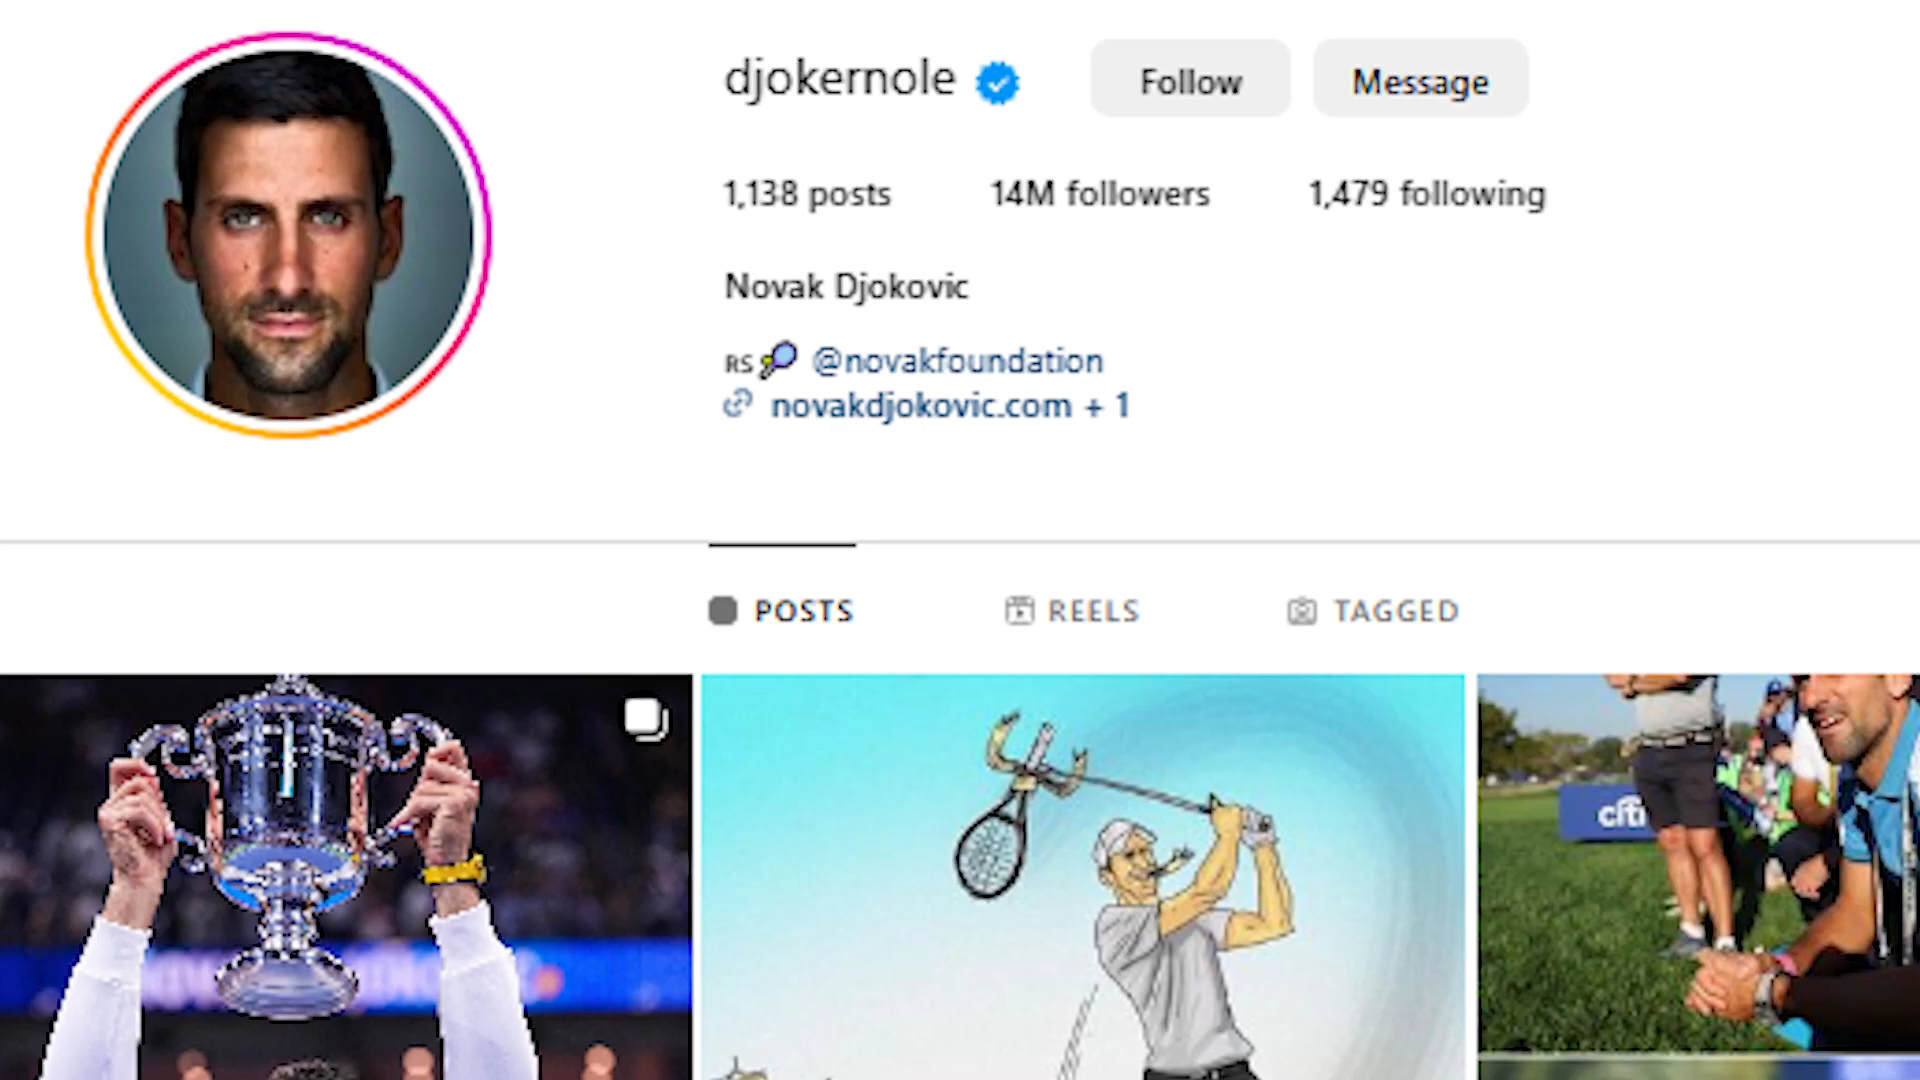 djokernole
Follow
Message
1,138 posts
14M followers
1,479 following
Novak Djokovic
RS @novakfoundation
novakdjokovic.com + 1
POSTS
REELS
TAGGED
citi